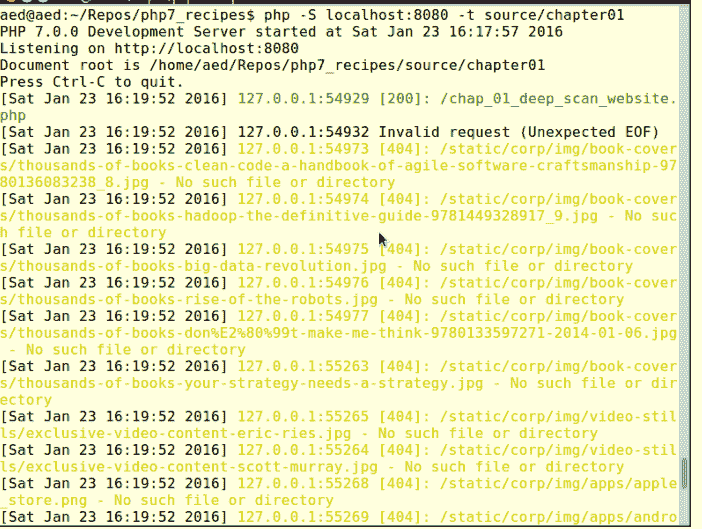 aed@aed:~/Repos/php7_recipes$ php -S localhost:8080 -t source/chapter01
PHP 7.0.0 Development Server started at Sat Jan 23 16:17:57 2016
Listening on http://localhost:8080
Document root is /home/aed/Repos/php7_recipes/source/chapter01
Press Ctrl-C to quit.
[Sat Jan 23 16:19:52 2016] 127.0.0.1:54929 [200]: /chap_01_deep_scan_website.
php
[Sat Jan 23 16:19:52 2016] 127.0.0.1:54932 Invalid request (Unexpected EOF)
[Sat Jan 23 16:19:52 2016] 127.0.0.1:54973 [404]: /static/corp/img/book-cover
s/thousands-of-books-clean-code-a-handbook-of-agile-software-craftsmanship-97
80136083238_8.jpg - No such file or directory
[Sat Jan 23 16:19:52 2016] 127.0.0.1:54974 [404]: /static/corp/img/book-cover
s/thousands-of-books-hadoop-the-definitive-guide-9781449328917_9.jpg - No suc
h file or directory
[Sat Jan 23 16:19:52 2016] 127.0.0.1:54975 [404]: /static/corp/img/book-cover
s/thousands-of-books-big-data-revolution.jpg - No such file or directory
[Sat Jan 23 16:19:52 2016] 127.0.0.1:54976 [404]: /static/corp/img/book-cover
s/thousands-of-books-rise-of-the-robots.jpg - No such file or directory
[Sat Jan 23 16:19:52 2016] 127.0.0.1:54977 [404]: /static/corp/img/book-cover
s/thousands-of-books-don%E2%80%99t-make-me-think-9780133597271-2014-01-06.jpg
 - No such file or directory
[Sat Jan 23 16:19:52 2016] 127.0.0.1:55263 [404]: /static/corp/img/book-cover
s/thousands-of-books-your-strategy-needs-a-strategy.jpg - No such file or dir
ectory
[Sat Jan 23 16:19:52 2016] 127.0.0.1:55265 [404]: /static/corp/img/video-stil
ls/exclusive-video-content-eric-ries.jpg - No such file or directory
[Sat Jan 23 16:19:52 2016] 127.0.0.1:55264 [404]: /static/corp/img/video-stil
ls/exclusive-video-content-scott-murray.jpg - No such file or directory
[Sat Jan 23 16:19:52 2016] 127.0.0.1:55268 [404]: /static/corp/img/apps/apple
_store.png - No such file or directory
[Sat Jan 23 16:19:52 2016] 127.0.0.1:55269 [404]: /static/corp/img/apps/andro